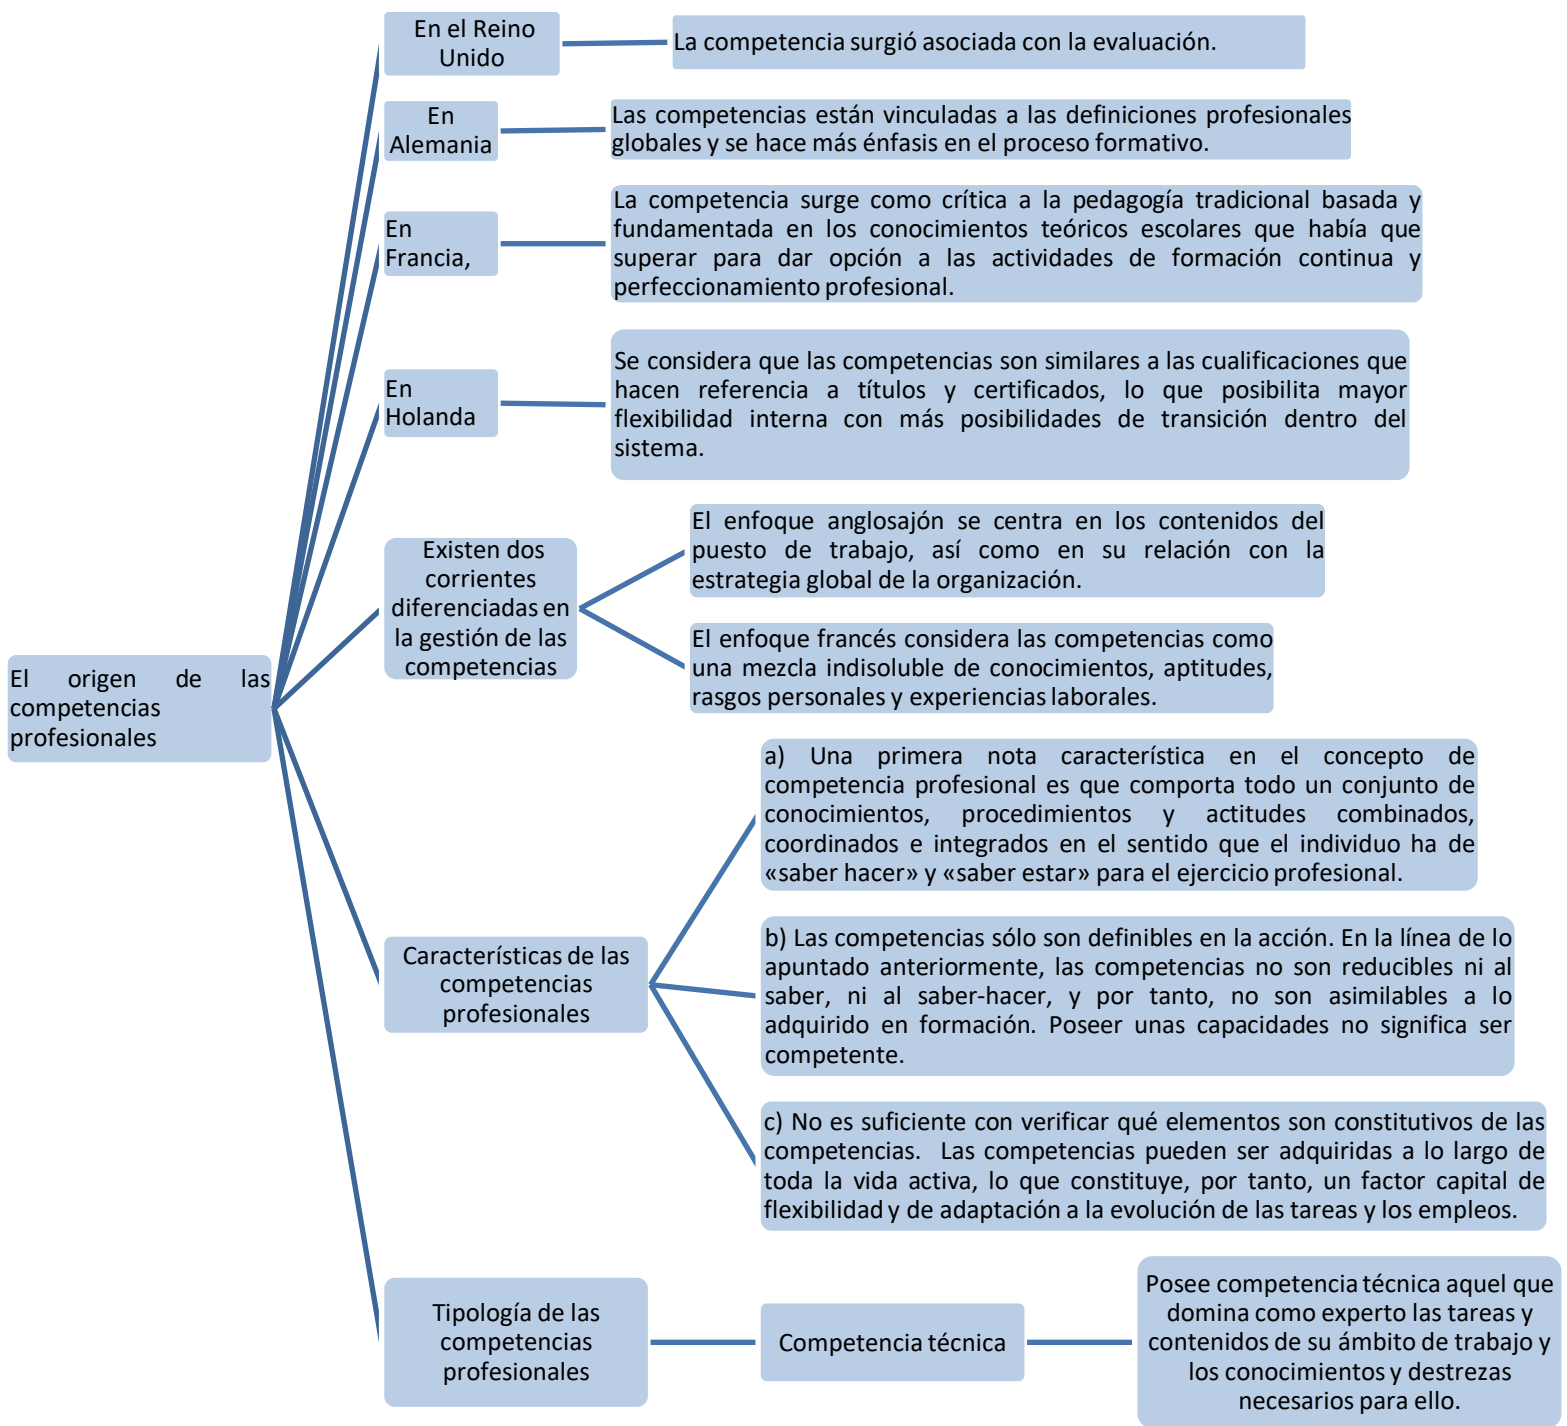 El origen de las
competencias
profesionales
En el Reino
Unido
La competencia surgió asociada con la evaluación.
En
Alemania
Las competencias están vinculadas a las definiciones profesionales
globales y se hace más énfasis en el proceso formativo.
En
Francia,
La competencia surge como crítica a la pedagogía tradicional basada y
fundamentada en los conocimientos teóricos escolares que había que
superar para dar opción a las actividades de formación continua y
perfeccionamiento profesional.
En
Holanda
Se considera que las competencias son similares a las cualificaciones que
hacen referencia a títulos y certificados, lo que posibilita mayor
flexibilidad interna con más posibilidades de transición dentro del
sistema.
Existen dos
corrientes
diferenciadas en
la gestión de las
competencias
El enfoque anglosajón se centra en los contenidos del
puesto de trabajo, así como en su relación con la
estrategia global de la organización.
El enfoque francés considera las competencias como
una mezcla indisoluble de conocimientos, aptitudes,
rasgos personales y experiencias laborales.
Característicasticas de las
competencias
profesionales
a) Una primera nota característica en el concepto de
competencia profesional es que comporta todo un conjunto de
conocimientos, procedimientos y actitudes combinados,
coordinados e integrados en el sentido que el individuo ha de
«saber hacer» y «saber estar» para el ejercicio profesional.
b) Las competencias sólo son definibles en la acción. En la línea de lo
apuntado anteriormente, las competencias no son reducibles ni al
saber, ni al saber-hacer, y por tanto, no son asimilables a lo
adquirido en formación. Poseer unas capacidades no significa ser
competente.
c) No es suficiente con verificar qué elementos son constitutivos de las
competencias. Las competencias pueden ser adquiridas a lo largo de
toda la vida activa, lo que constituye, por tanto, un factor capital de
flexibilidad y de adaptación a la evolución de las tareas y los empleos.
Tipología de las
competencias
profesionales
Competencia técnica
Posee competencia técnica aquel que
domina como experto las tareas y
contenidos de su ámbito de trabajo y
los conocimientos y destrezas
necesarios para ello.